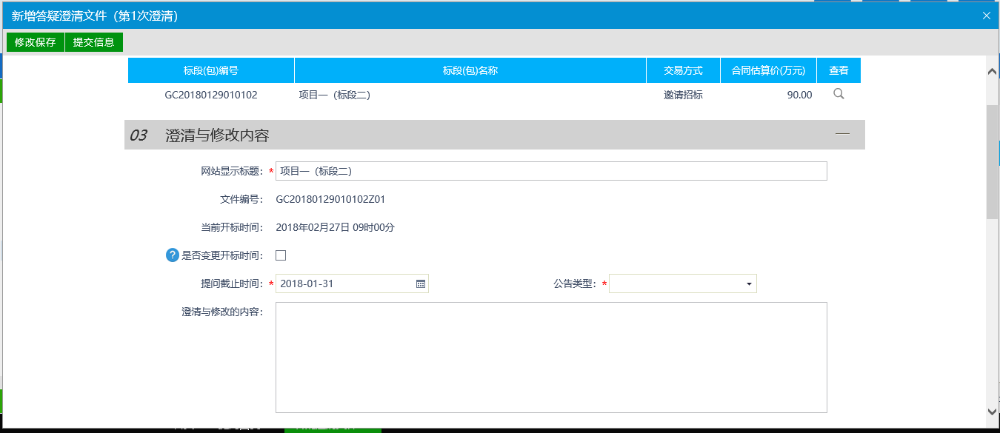 新增答疑澄清文件（第1次澄清）
修改保存 提交信息
标段(包)编号 标段(包)名称 交易方式 合同估算价(万元) 查看
GC20180129010102 项目一（标段二） 邀请招标 90.00
03 澄清与修改内容
网站显示标题：* 项目一（标段二）
文件编号： GC20180129010102Z01
当前开标时间： 2018年02月27日 09时00分
? 是否变更开标时间：
提问截止时间：* 2018-01-31 公告类型：*
澄清与修改的内容：